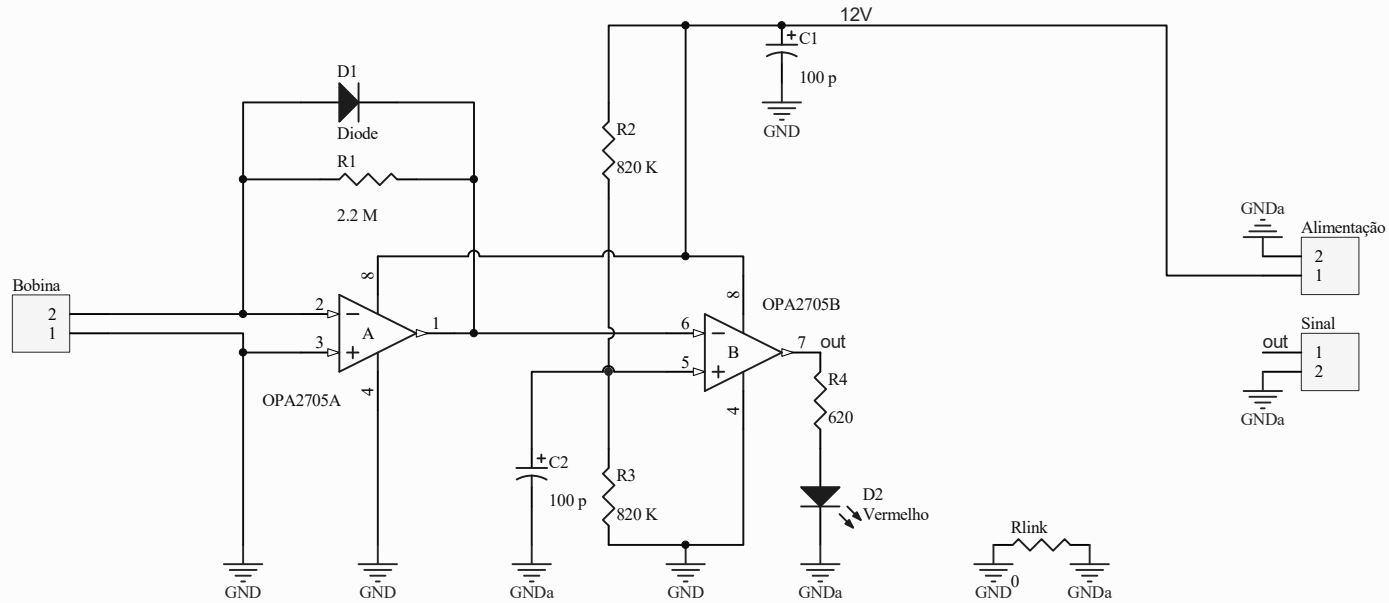 12V
C1
100 p
GND
D1
Diode
R1
2.2 M
R2
820 K
GNDa
Alimentação
2
1
Bobina
2
1
8
2
3
A
1
4
OPA2705A
8
OPA2705B
6
5
B
7
out
4
R4
620
Sinal
out
1
2
GNDa
C2
100 p
R3
820 K
D2
Vermelho
Rlink
0
GND
GND
GNDa
GND
GNDa
GND
GNDa